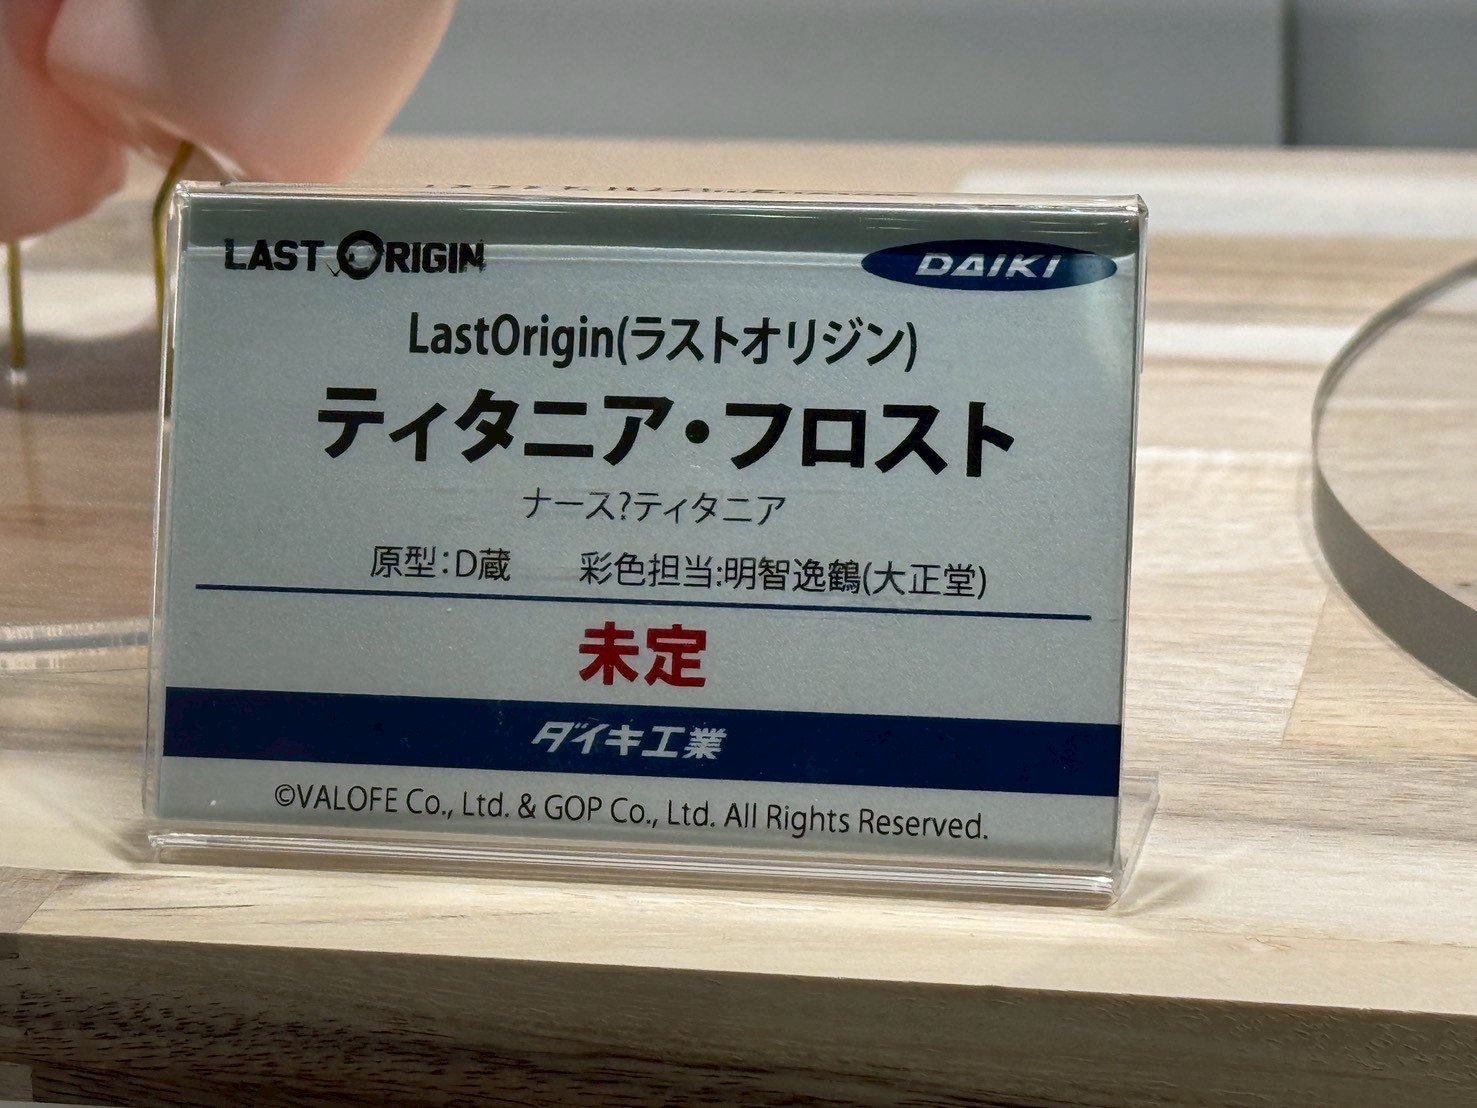 LAST ORIGIN
DAIKI
LastOrigin(ラストオリジン)
ティタニア・フロスト
ナース?ティタニア
原型:D蔵 彩色担当:明智逸鶴(大正堂)
未定
ダイキ工業
©VALOFE Co., Ltd. & GOP Co., Ltd. All Rights Reserved.